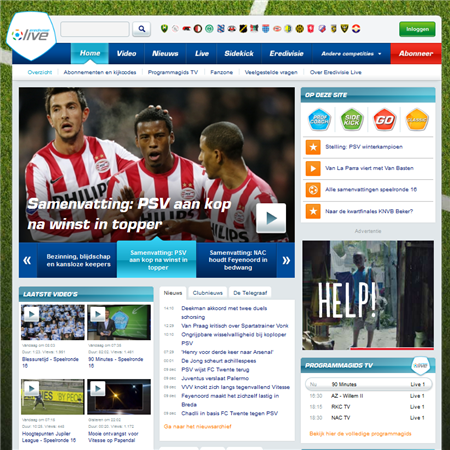 live
Inloggen
Home Video Nieuws Live Sidekick Eredivisie Andere competities Abonneer
Overzicht Abonnementen en kijkcodes Programmagids TV Fanzone Veelgestelde vragen Over Eredivisie Live
PHILIPS PHILIPS
Samenvatting: PSV aan kop
na winst in topper
Bezinning, blijdschap
en kansloze keepers
Samenvatting: PSV
aan kop na winst in
topper
Samenvatting: NAC
houdt Feyenoord in
bedwang
OP DEZE SITE
SIDE
KICK
GO
Stelling: PSV winterkampioen
Van La Parra viert met Van Basten
Alle samenvattingen speelronde 16
Naar de kwartfinales KNVB Beker?
Advertentie
HELP!
LAATSTE VIDEO'S
Blessuretijd - Speelronde
16
90 Minutes - Speelronde
16
Hoogtepunten Jupiler
League - Speelronde 16
Mooie ontvangst voor
Vitesse op Papendal
Nieuws Clubnieuws De Telegraaf
Deelman akkoord met twee duels
schorsing
Van Praag kritisch over Spartatrainer Vonk
Ongrijpbare wisselvalligheid bij koploper
PSV
'Henry voor derde keer naar Arsenal'
De Jong scheurt achillespees
PSV wijst FC Twente terug
Juventus verslaat Palermo
VVV knokt zich langs tienvallend Vitesse
Feyenoord maakt het zichzelf lastig in
Breda
Chadli in basis FC Twente tegen PSV
Ga naar het nieuwsarchief
PROGRAMMAGIDS TV
Nu 90 Minutes Live 1
16:30 AZ - Willem II Live 1
18:15 RKC TV Live 1
18:30 NAC TV Live 1
Bekijk hier de volledige programmagids